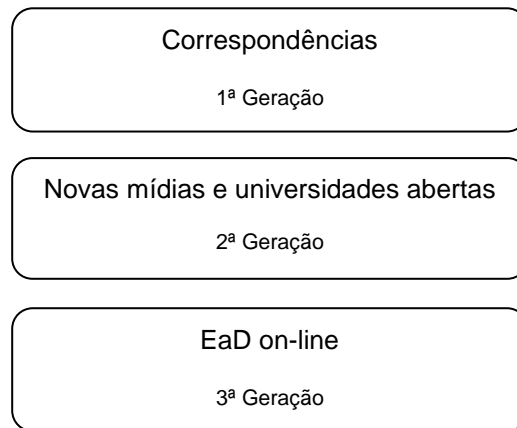 Correspondências
1ª Geração
Novas mídias e universidades abertas
2ª Geração
EaD on-line
3ª Geração